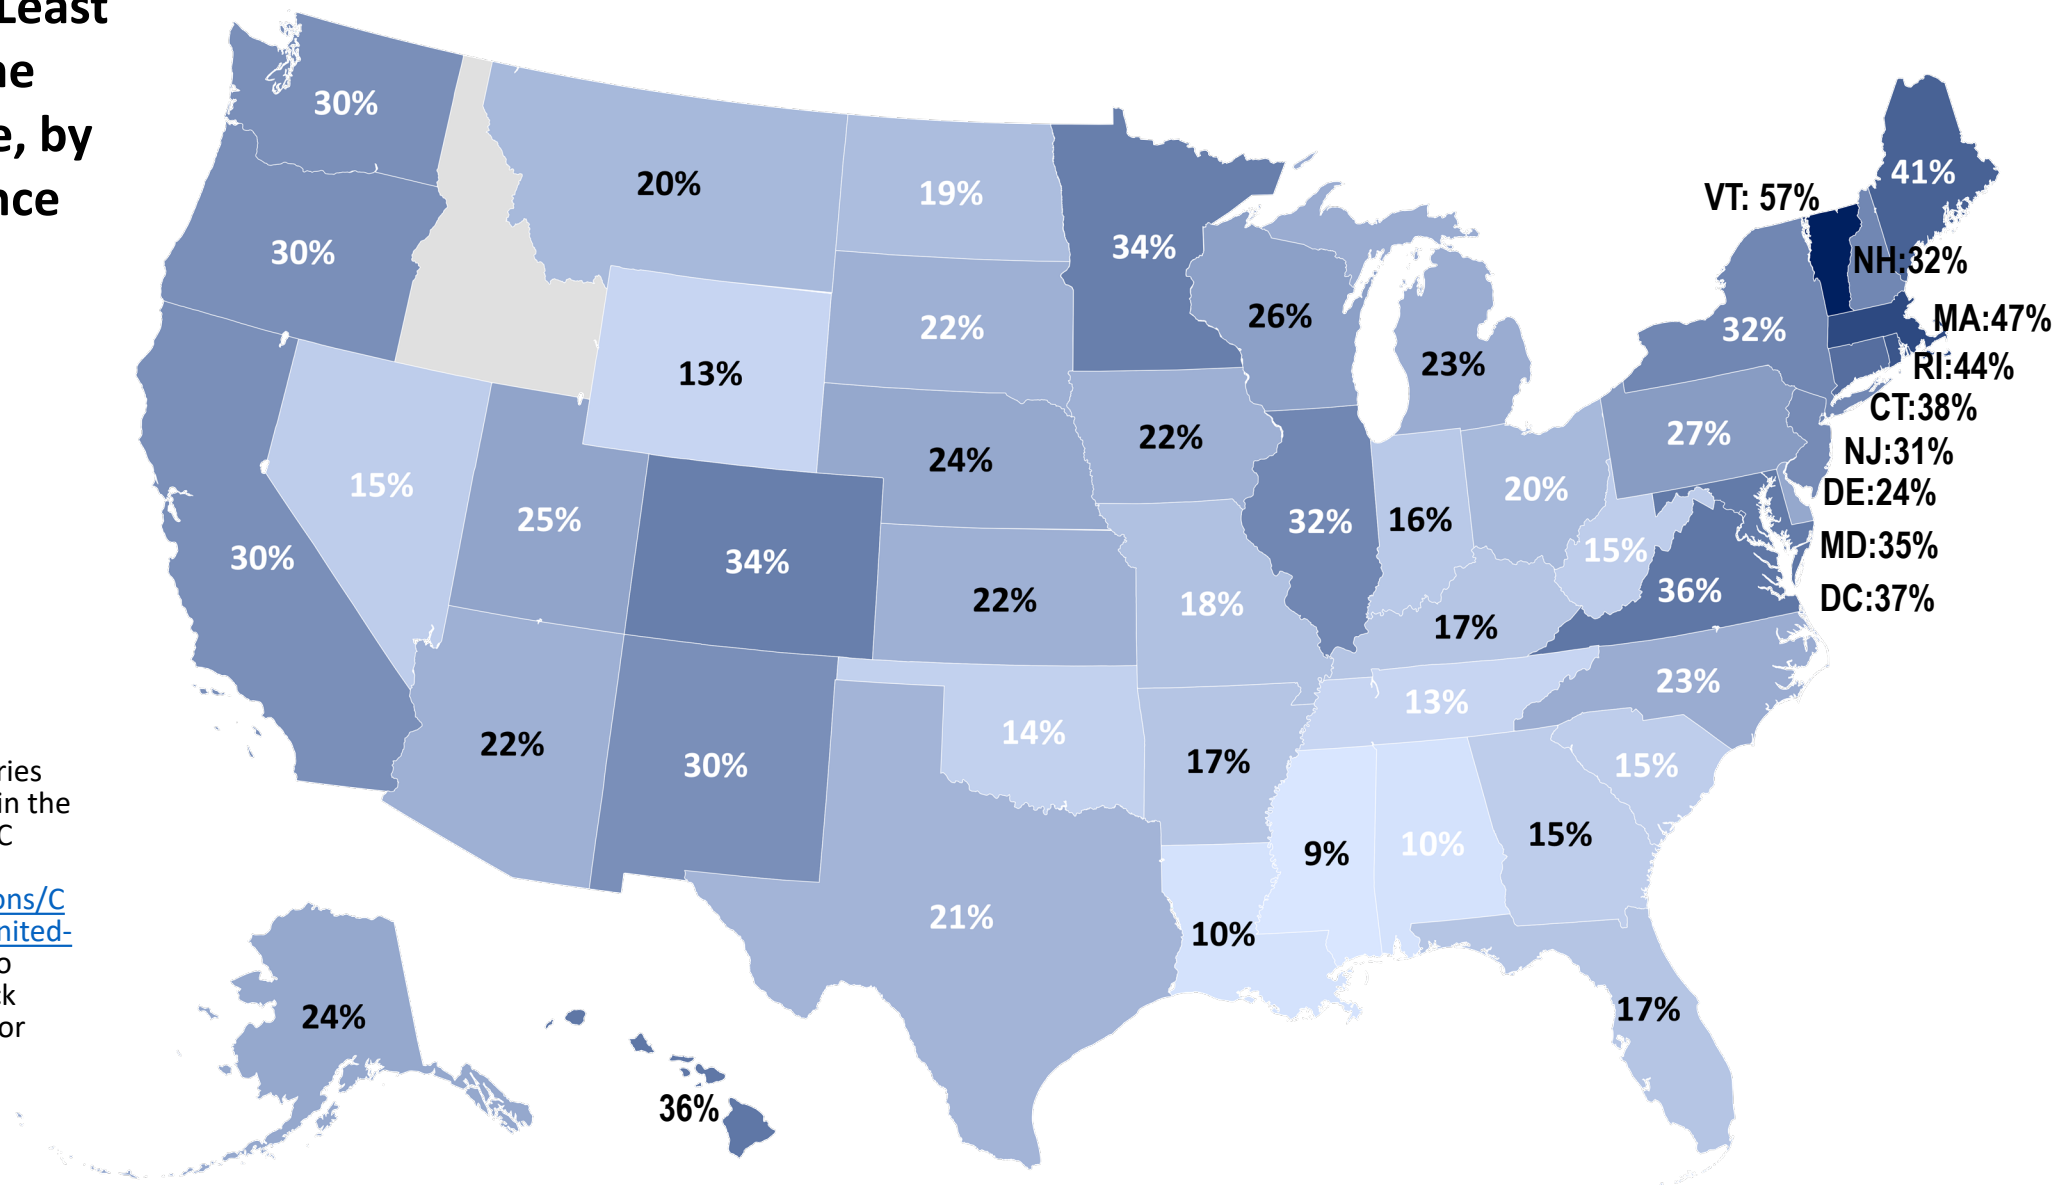 Least
ne
e, by
nce
30%
20%
19%
34%
41%
VT: 57%
30%
22%
26%
23%
32%
NH:32%
MA:47%
RI:44%
13%
15%
24%
22%
27%
CT:38%
NJ:31%
25%
34%
32%
16%
20%
DE:24%
30%
22%
18%
17%
15%
36%
MD:35%
DC:37%
22%
30%
14%
17%
13%
23%
15%
21%
10%
9%
10%
15%
17%
ries
in the
C
ons/C
nited-
o
ck
or
24%
36%